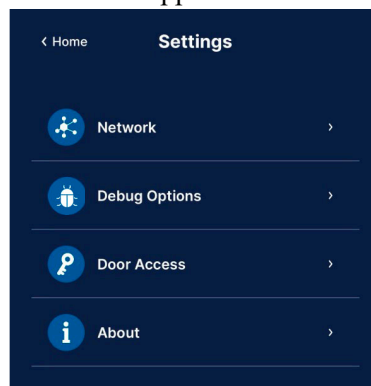 < Home Settings
Network >
Debug Options >
Door Access >
About >